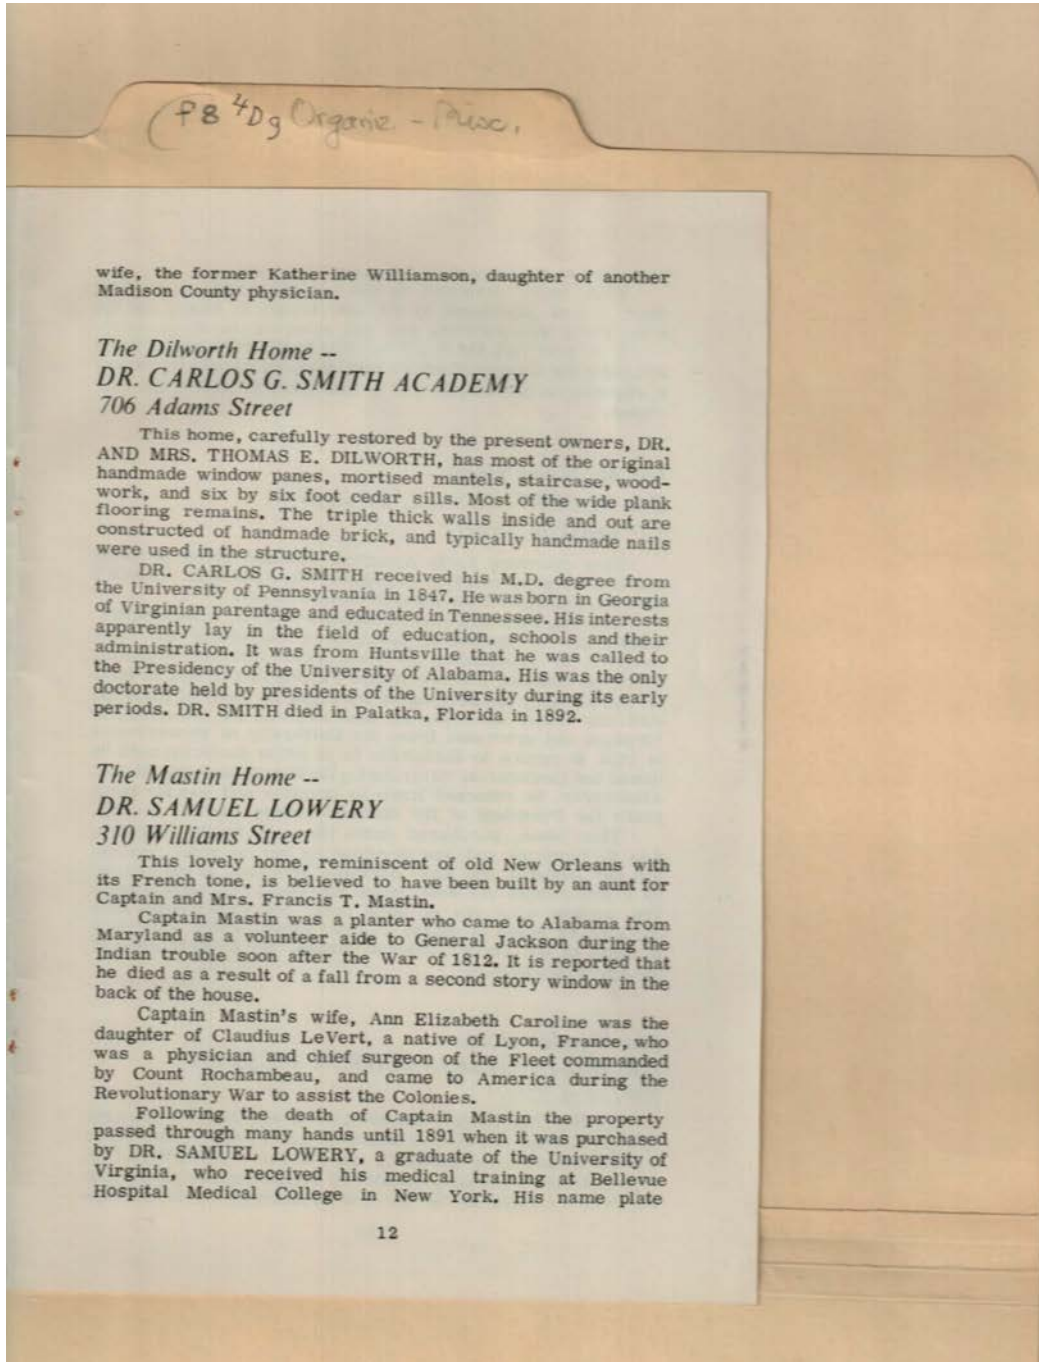 (f8 4Dg Organiz - Misc.
wife, the former Katherine Williamson, daughter of another
Madison County physician.
The Dilworth Home --
DR. CARLOS G. SMITH ACADEMY
706 Adams Street
This home, carefully restored by the present owners, DR.
AND MRS. THOMAS E. DILWORTH, has most of the original
handmade window panes, mortised mantels, staircase, wood-
work, and six by six foot cedar sills. Most of the wide plank
flooring remains. The triple thick walls inside and out are
constructed of handmade brick, and typically handmade nails
were used in the structure.
DR. CARLOS G. SMITH received his M.D. degree from
the University of Pennsylvania in 1847. He was born in Georgia
of Virginian parentage and educated in Tennessee. His interests
apparently lay in the field of education, schools and their
administration. It was from Huntsville that he was called to
the Presidency of the University of Alabama. His was the only
doctorate held by presidents of the University during its early
periods. DR. SMITH died in Palatka, Florida in 1892.
The Mastin Home --
DR. SAMUEL LOWERY
310 Williams Street
This lovely home, reminiscent of old New Orleans with
its French tone, is believed to have been built by an aunt for
Captain and Mrs. Francis T. Mastin.
Captain Mastin was a planter who came to Alabama from
Maryland as a volunteer aide to General Jackson during the
Indian trouble soon after the War of 1812. It is reported that
he died as a result of a fall from a second story window in the
back of the house.
Captain Mastin's wife, Ann Elizabeth Caroline was the
daughter of Claudius LeVert, a native of Lyon, France, who
was a physician and chief surgeon of the Fleet commanded
by Count Rochambeau, and came to America during the
Revolutionary War to assist the Colonies.
Following the death of Captain Mastin the property
passed through many hands until 1891 when it was purchased
by DR. SAMUEL LOWERY, a graduate of the University of
Virginia, who received his medical training at Bellevue
Hospital Medical College in New York. His name plate
12